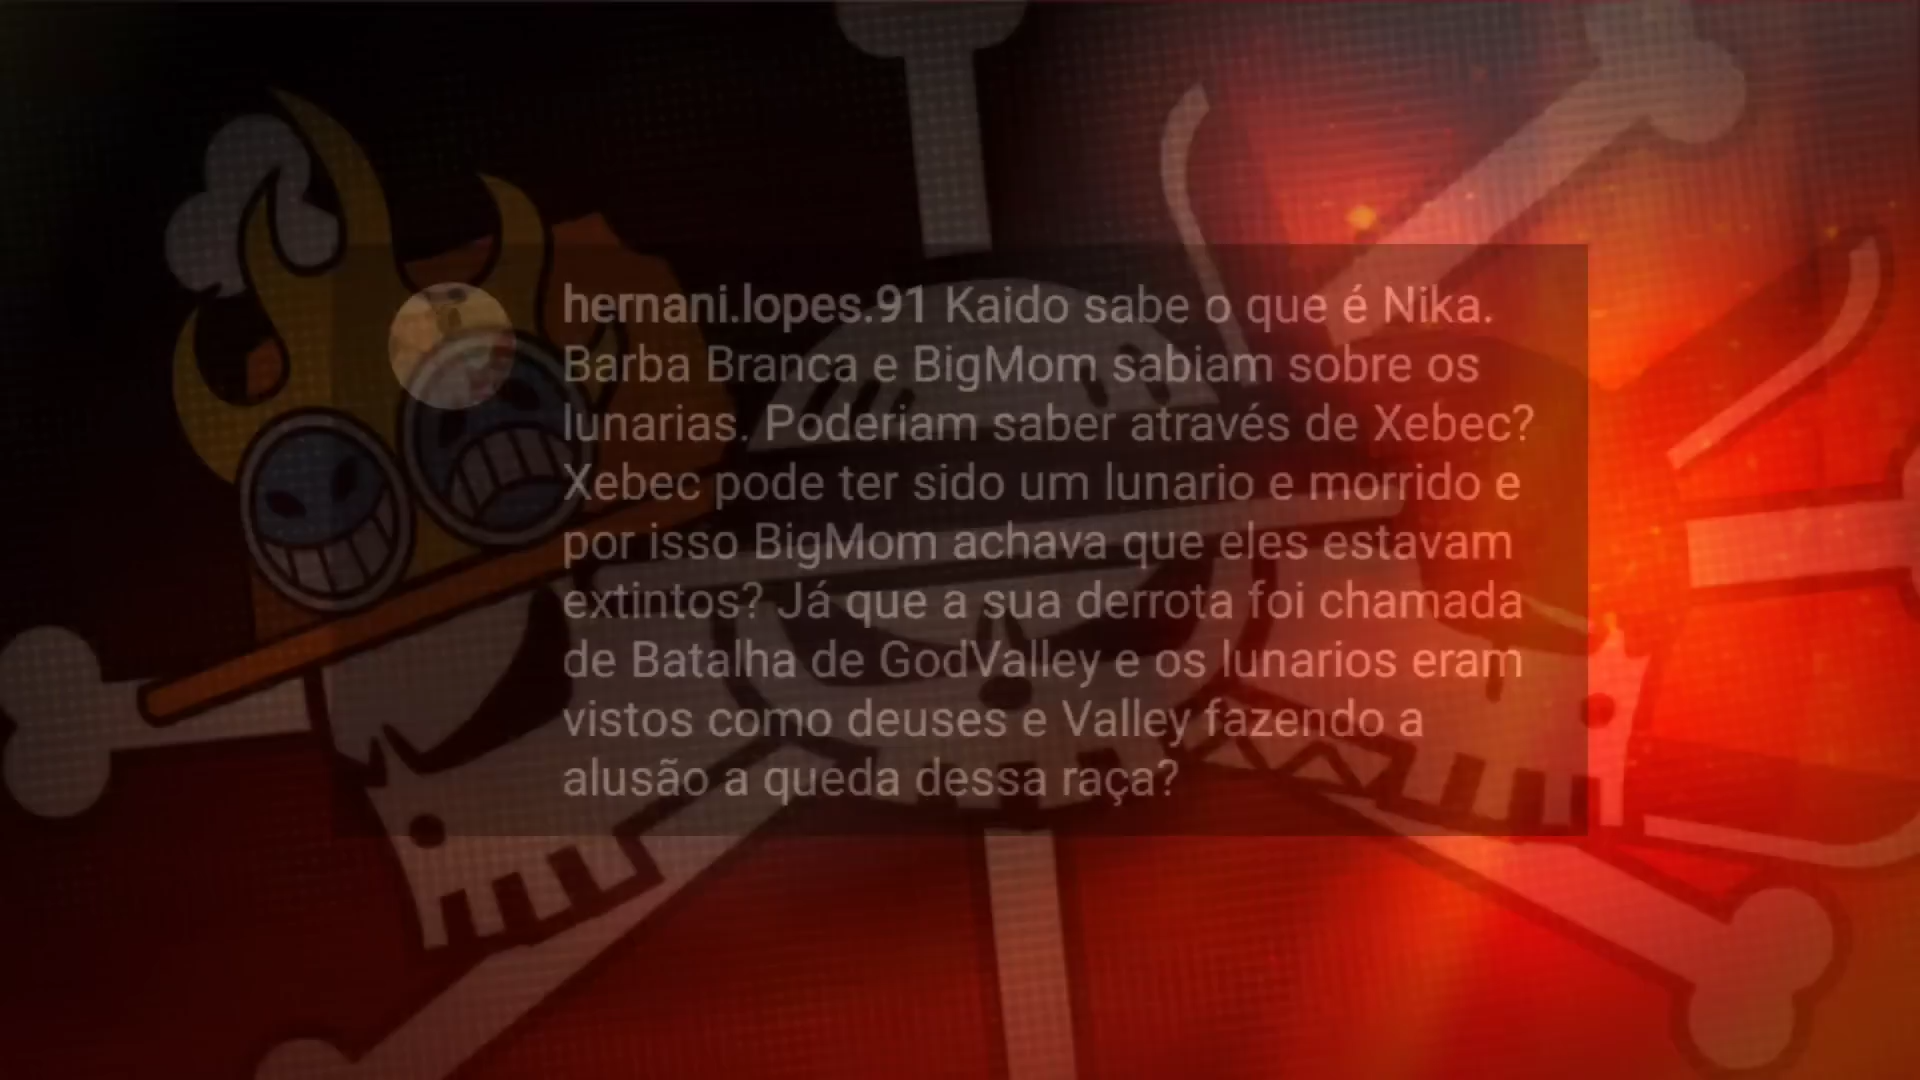 hernani.lopes.91 Kaido sabe o que é Nika.
Barba Branca e BigMom sabiam sobre os
lunarias. Poderiam saber através de Xebec?
Xebec pode ter sido um lunario e morrido e
por isso BigMom achava que eles estavam
extintos? Já que a sua derrota foi chamada
de Batalha de GodValley e os lunarios eram
vistos como deuses e Valley fazendo a
alusão a queda dessa raça?